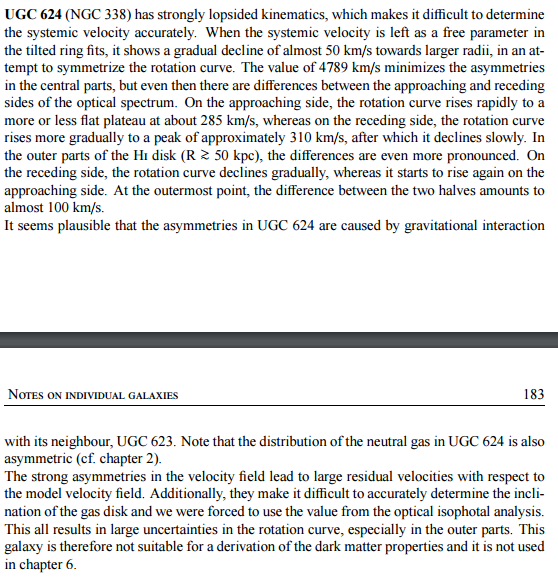 UGC 624 (NGC 338) has strongly lopsided kinematics, which makes it difficult to determine
the systemic velocity accurately. When the systemic velocity is left as a free parameter in
the tilted ring fits, it shows a gradual decline of almost 50 km/s towards larger radii, in an at-
tempt to symmetrize the rotation curve. The value of 4789 km/s minimizes the asymmetries
in the central parts, but even then there are differences between the approaching and receding
sides of the optical spectrum. On the approaching side, the rotation curve rises rapidly to a
more or less flat plateau at about 285 km/s, whereas on the receding side, the rotation curve
rises more gradually to a peak of approximately 310 km/s, after which it declines slowly. In
the outer parts of the HI disk (R ≳ 50 kpc), the differences are even more pronounced. On
the receding side, the rotation curve declines gradually, whereas it starts to rise again on the
approaching side. At the outermost point, the difference between the two halves amounts to
almost 100 km/s.
It seems plausible that the asymmetries in UGC 624 are caused by gravitational interaction
NOTES ON INDIVIDUAL GALAXIES 183
with its neighbour, UGC 623. Note that the distribution of the neutral gas in UGC 624 is also
asymmetric (cf. chapter 2).
The strong asymmetries in the velocity field lead to large residual velocities with respect to
the model velocity field. Additionally, they make it difficult to accurately determine the incli-
nation of the gas disk and we were forced to use the value from the optical isophotal analysis.
This all results in large uncertainties in the rotation curve, especially in the outer parts. This
galaxy is therefore not suitable for a derivation of the dark matter properties and it is not used
in chapter 6.